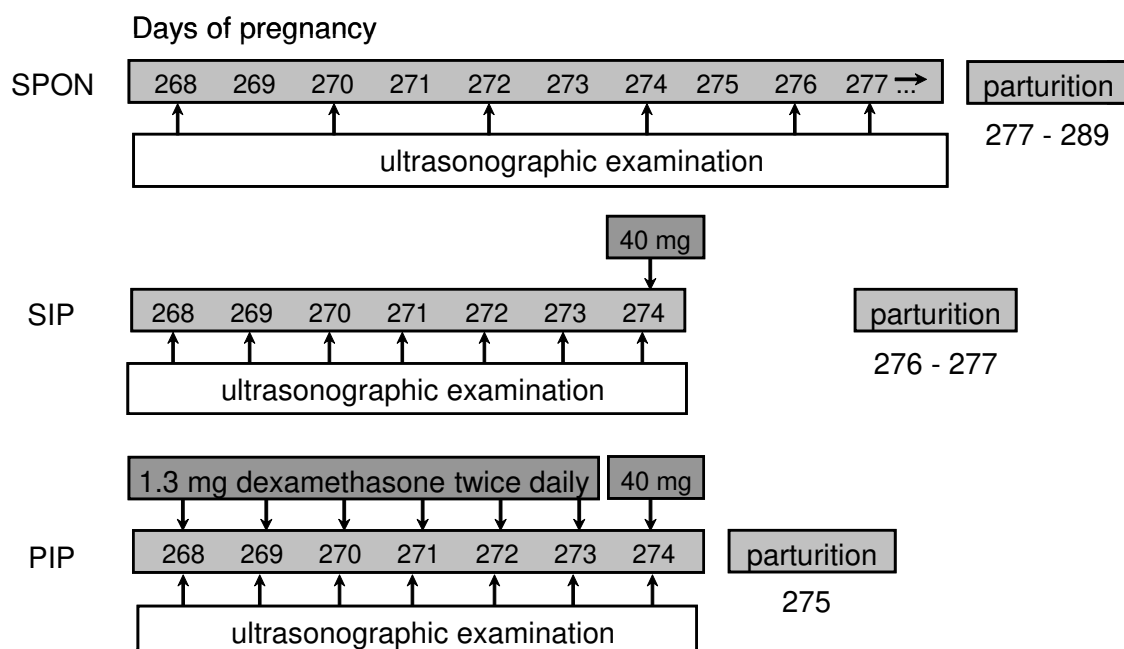 Days of pregnancy
SPON 268 269 270 271 272 273 274 275 276 277 ... parturition
277 - 289
ultrasonographic examination
40 mg
SIP 268 269 270 271 272 273 274 parturition
276 - 277
ultrasonographic examination
1.3 mg dexamethasone twice daily 40 mg
PIP 268 269 270 271 272 273 274 parturition
275
ultrasonographic examination